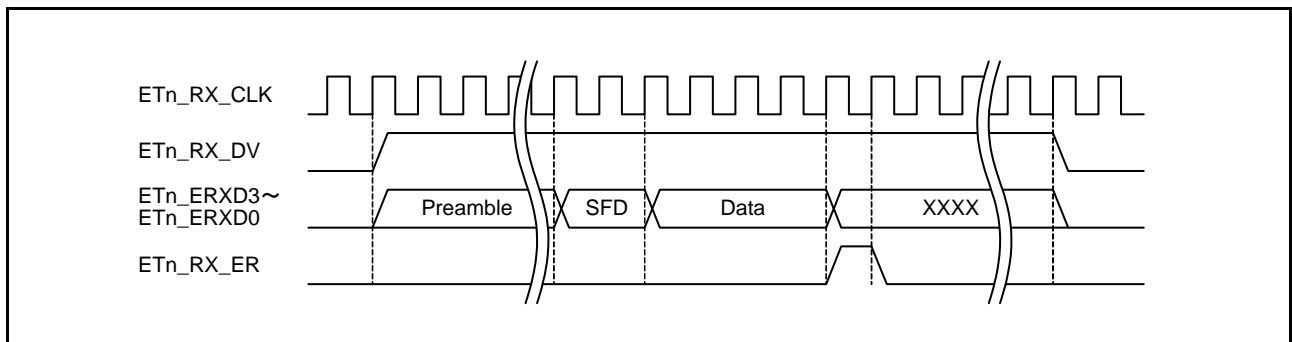 ETn_RX_CLK
ETn_RX_DV
ETn_ERXD3～
ETn_ERXD0
Preamble
SFD
Data
XXXX
ETn_RX_ER